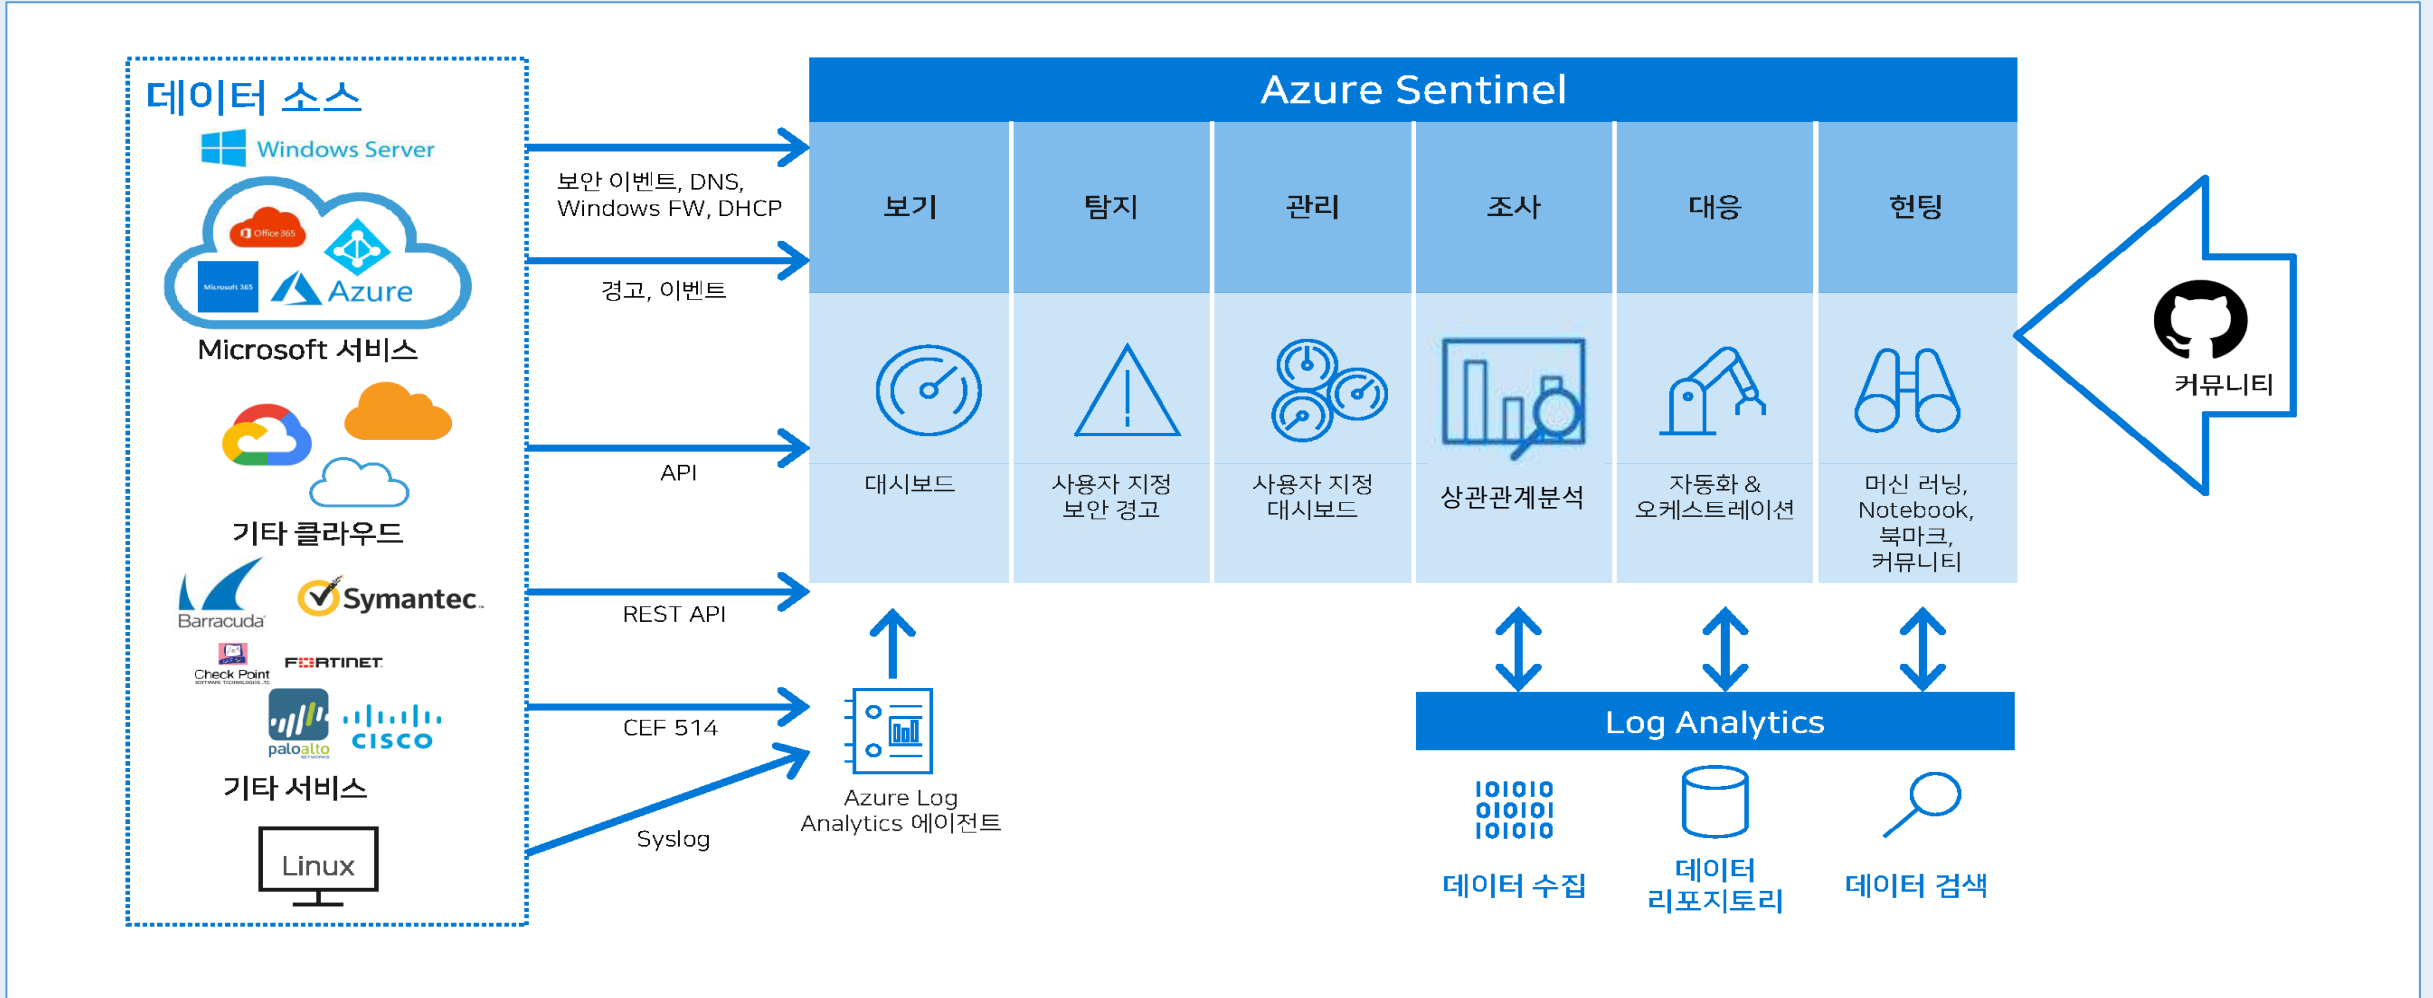 데이터 소스
Windows Server
Office 365
Microsoft 365
Azure
Microsoft 서비스
기타 클라우드
Barracuda
Symantec
Check Point
SOFTWARE TECHNOLOGIES LTD.
FORTINET
paloalto
NETWORKS
CISCO
기타 서비스
Linux
보안 이벤트, DNS,
Windows FW, DHCP
경고, 이벤트
API
REST API
CEF 514
Syslog
Azure Log
Analytics 에이전트
Azure Sentinel
보기
탐지
관리
조사
대응
헌팅
대시보드
사용자 지정
보안 경고
사용자 지정
대시보드
상관관계분석
자동화 &
오케스트레이션
머신 러닝,
Notebook,
북마크,
커뮤니티
커뮤니티
Log Analytics
101010
010101
101010
데이터 수집
데이터
리포지토리
데이터 검색